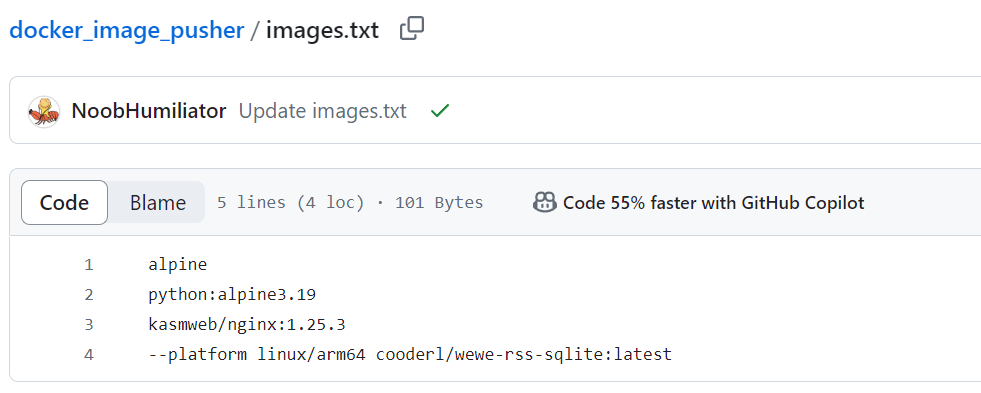 docker_image_pusher / images.txt
NoobHumiliator Update images.txt
Code Blame 5 lines (4 loc) · 101 Bytes Code 55% faster with GitHub Copilot
1 alpine
2 python:alpine3.19
3 kasmweb/nginx:1.25.3
4 --platform linux/arm64 cooderl/wewe-rss-sqlite:latest